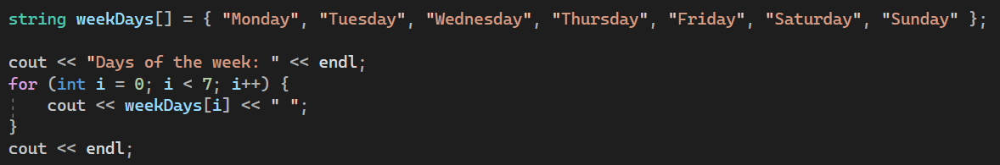 string weekDays[] = { "Monday", "Tuesday", "Wednesday", "Thursday", "Friday", "Saturday", "Sunday" };
cout << "Days of the week: " << endl;
for (int i = 0; i < 7; i++) {
    cout << weekDays[i] << " ";
}
cout << endl;